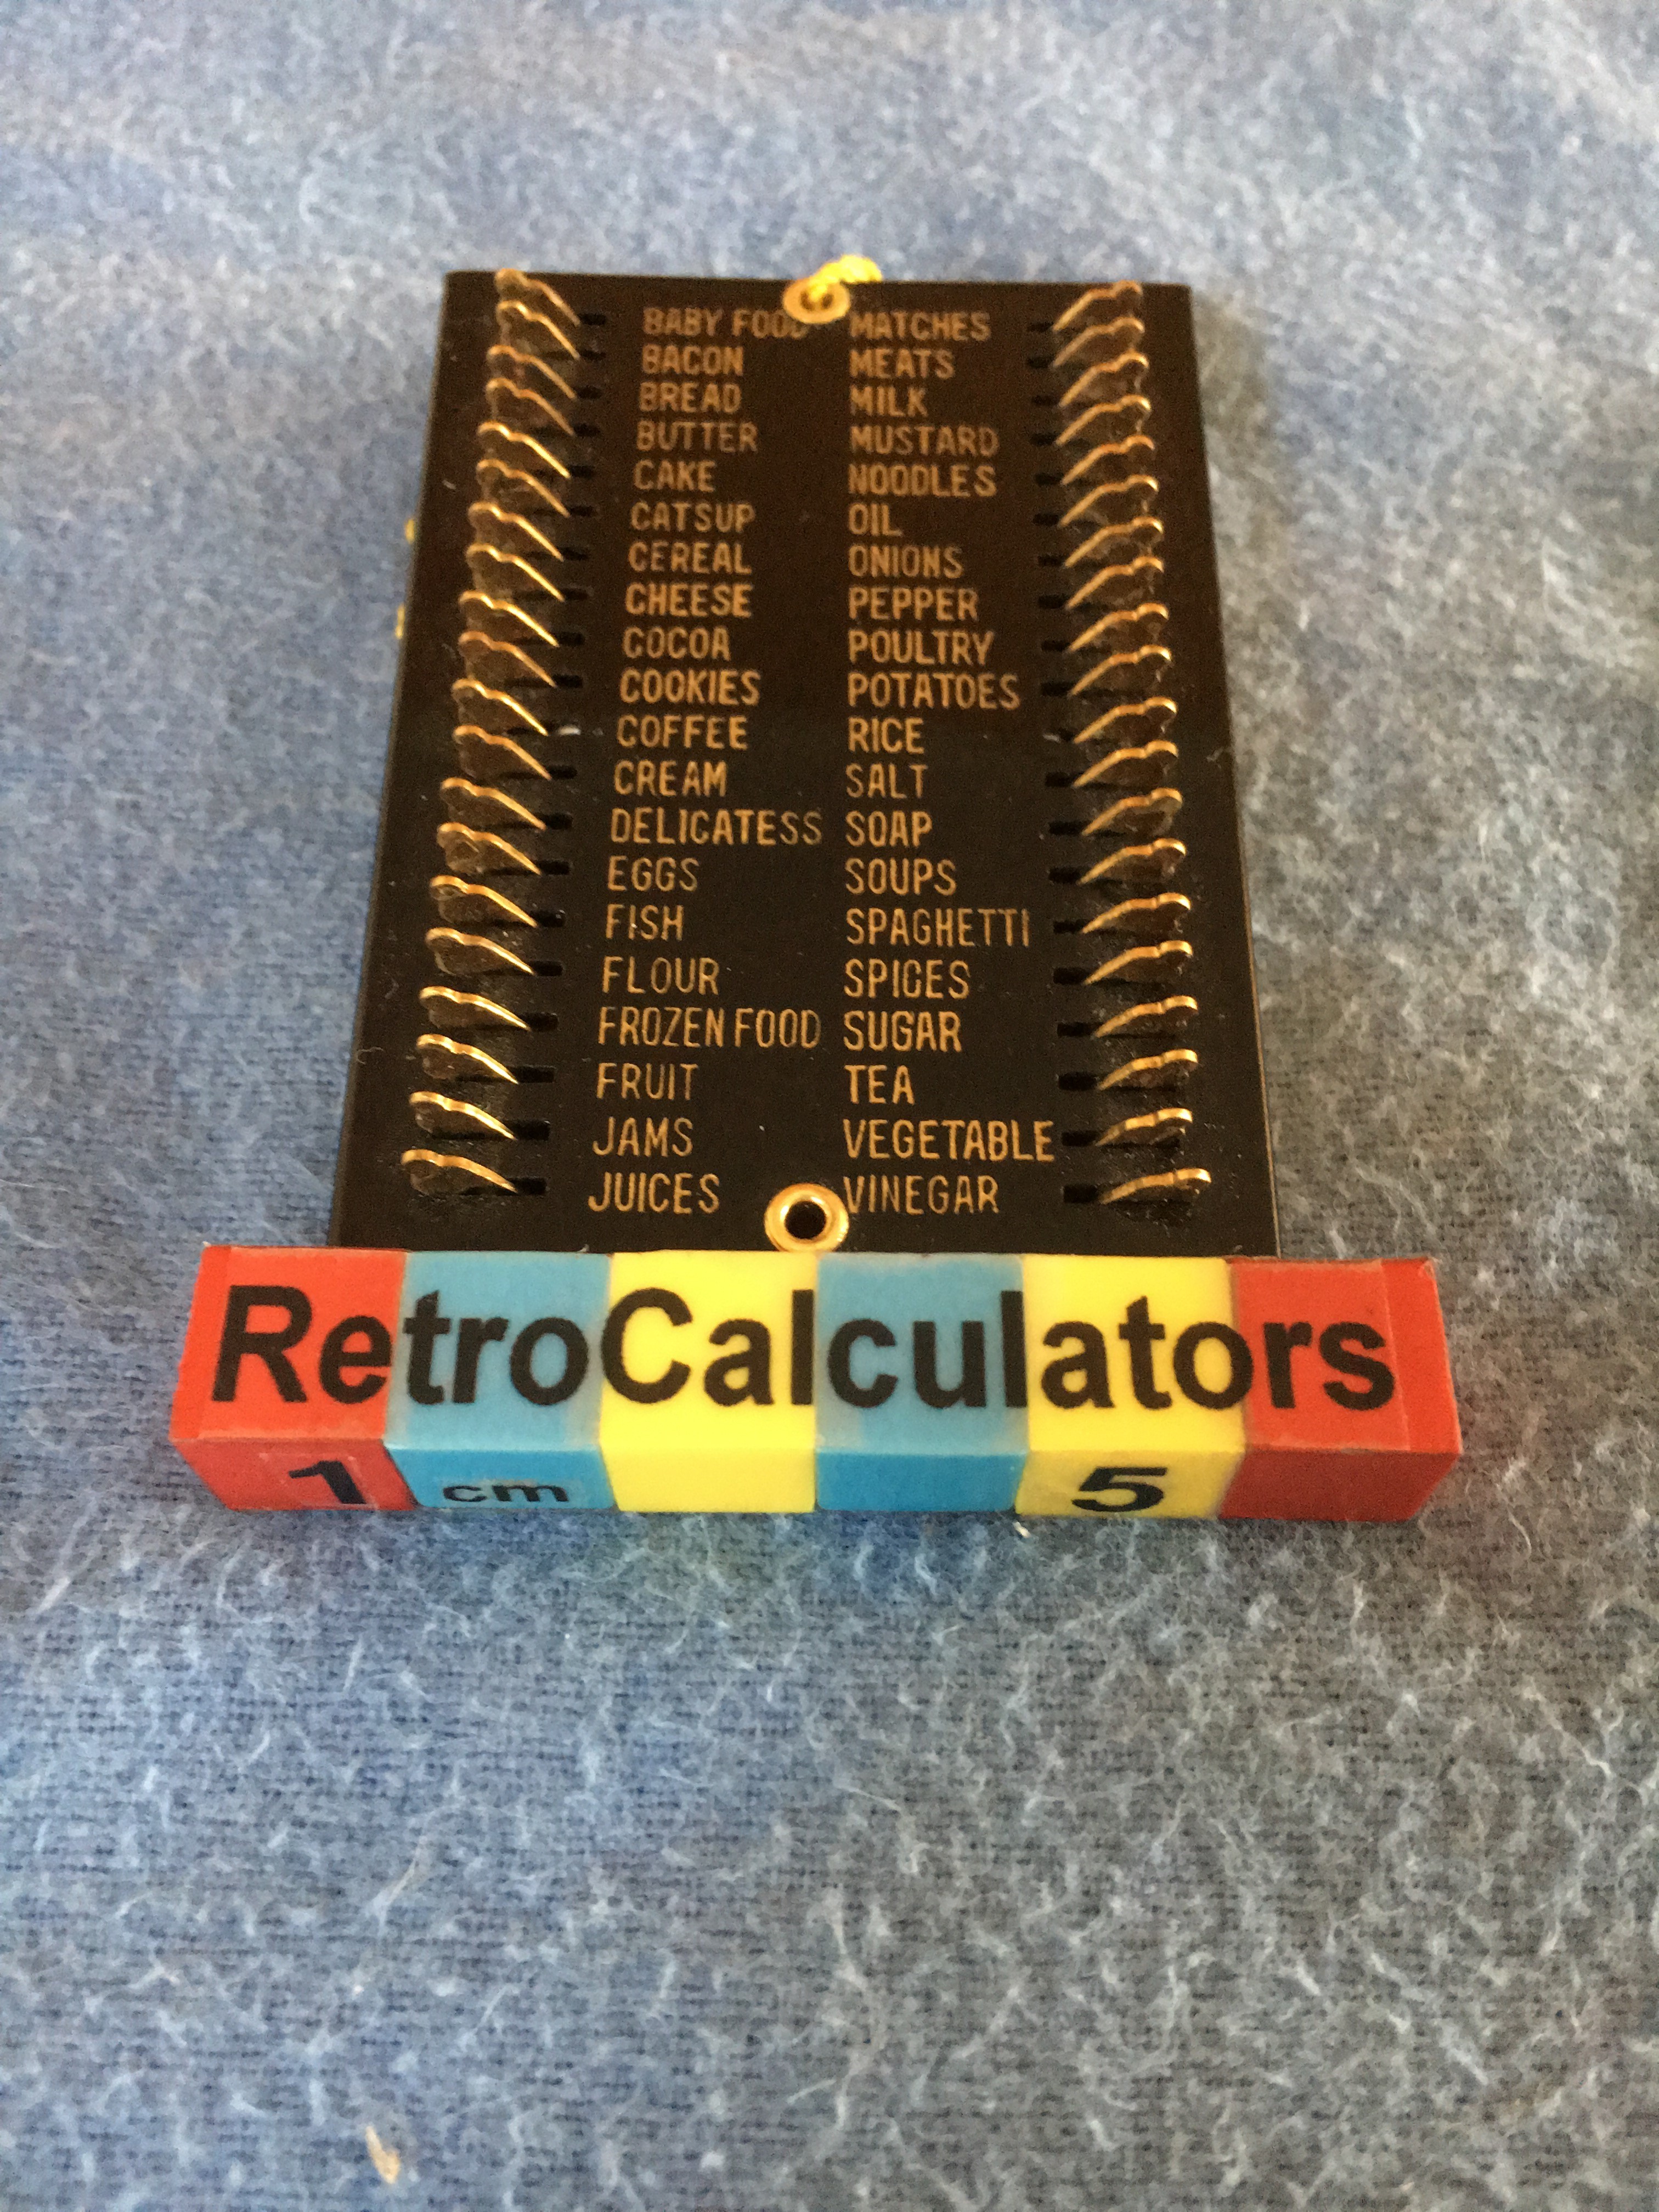 BABY FOOD MATCHES
BACON MEATS
BREAD MILK
BUTTER MUSTARD
CAKE NOODLES
CATSUP OIL
CEREAL ONIONS
CHEESE PEPPER
COCOA POULTRY
COOKIES POTATOES
COFFEE RICE
CREAM SALT
DELICATESS SOAP
EGGS SOUPS
FISH SPAGHETTI
FLOUR SPICES
FROZEN FOOD SUGAR
FRUIT TEA
JAMS VEGETABLE
JUICES VINEGAR
RetroCalculators
1 cm 5